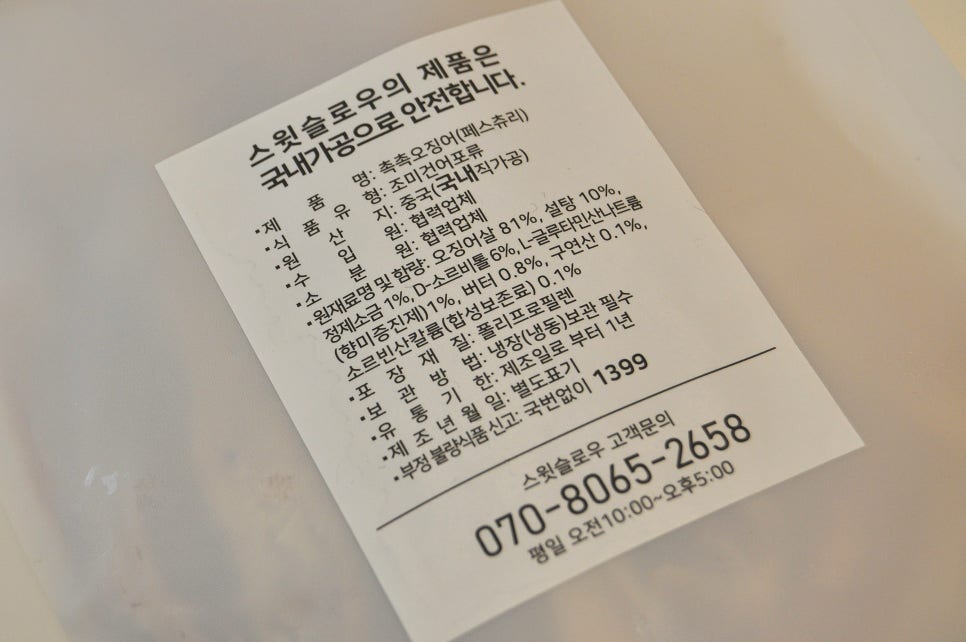 스윗슬로우의 제품은
국내가공으로 안전합니다.
▪제 품 명: 촉촉오징어(페스츄리)
▪식 품 유 형: 조미건어포류
▪원 산 지: 중국(국내직가공)
▪수 입 원: 협력업체
▪소 분 원: 협력업체
▪원재료명 및 함량: 오징어살 81%, 설탕 10%,
정제소금 1%, D-소르비톨 6%, L-글루타민산나트륨
(향미증진제)1%, 버터 0.8%, 구연산 0.1%,
소르빈산칼륨(합성보존료) 0.1%
▪포 장 재 질: 폴리프로필렌
▪보 관 방 법: 냉장(냉동)보관 필수
▪유 통 기 한: 제조일로 부터 1년
▪제 조 년 월 일: 별도표기
▪부정 불량식품 신고: 국번없이 1399
스윗슬로우 고객문의
070-8065-2658
평일 오전10:00~오후5:00